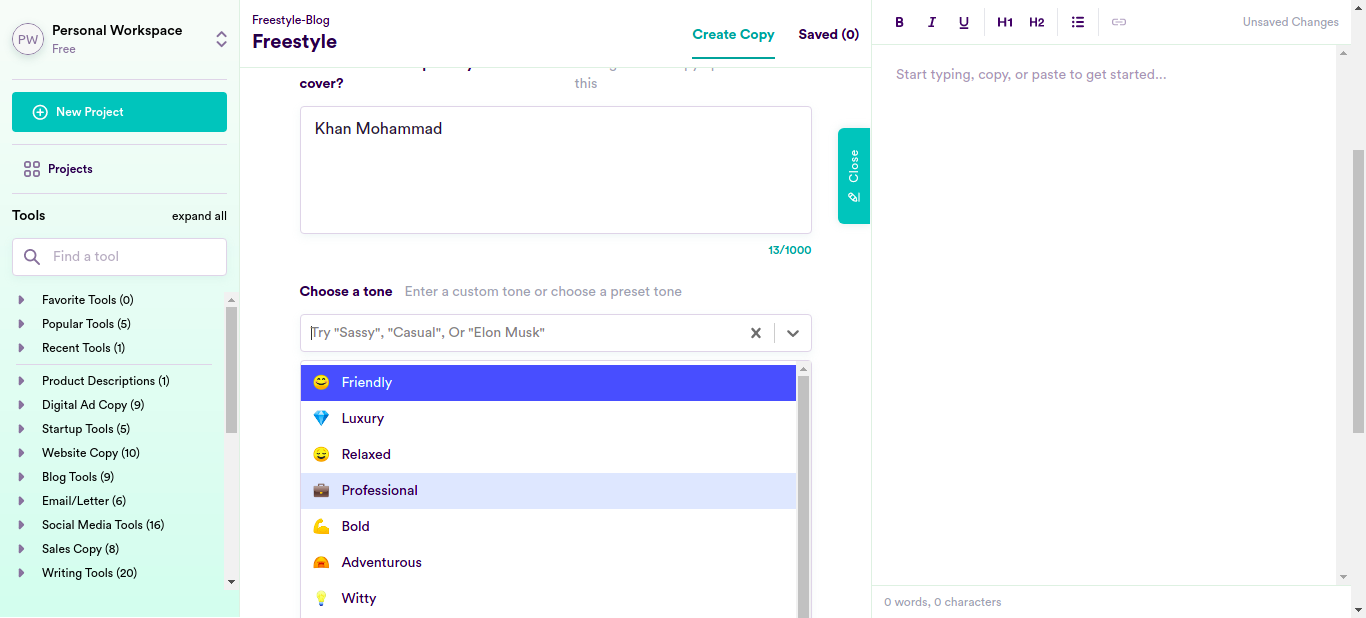 PW
Personal Workspace
Free
New Project
Projects
Tools
expand all
Find a tool
Favorite Tools (0)
Popular Tools (5)
Recent Tools (1)
Product Descriptions (1)
Digital Ad Copy (9)
Startup Tools (5)
Website Copy (10)
Blog Tools (9)
Email/Letter (6)
Social Media Tools (16)
Sales Copy (8)
Writing Tools (20)
Freestyle-Blog
Freestyle
Create Copy
Saved (0)
cover?
this
Khan Mohammad
13/1000
Choose a tone
Enter a custom tone or choose a preset tone
Try "Sassy", "Casual", Or "Elon Musk"
Friendly
Luxury
Relaxed
Professional
Bold
Adventurous
Witty
Close
B I U H1 H2
Unsaved Changes
Start typing, copy, or paste to get started...
0 words, 0 characters